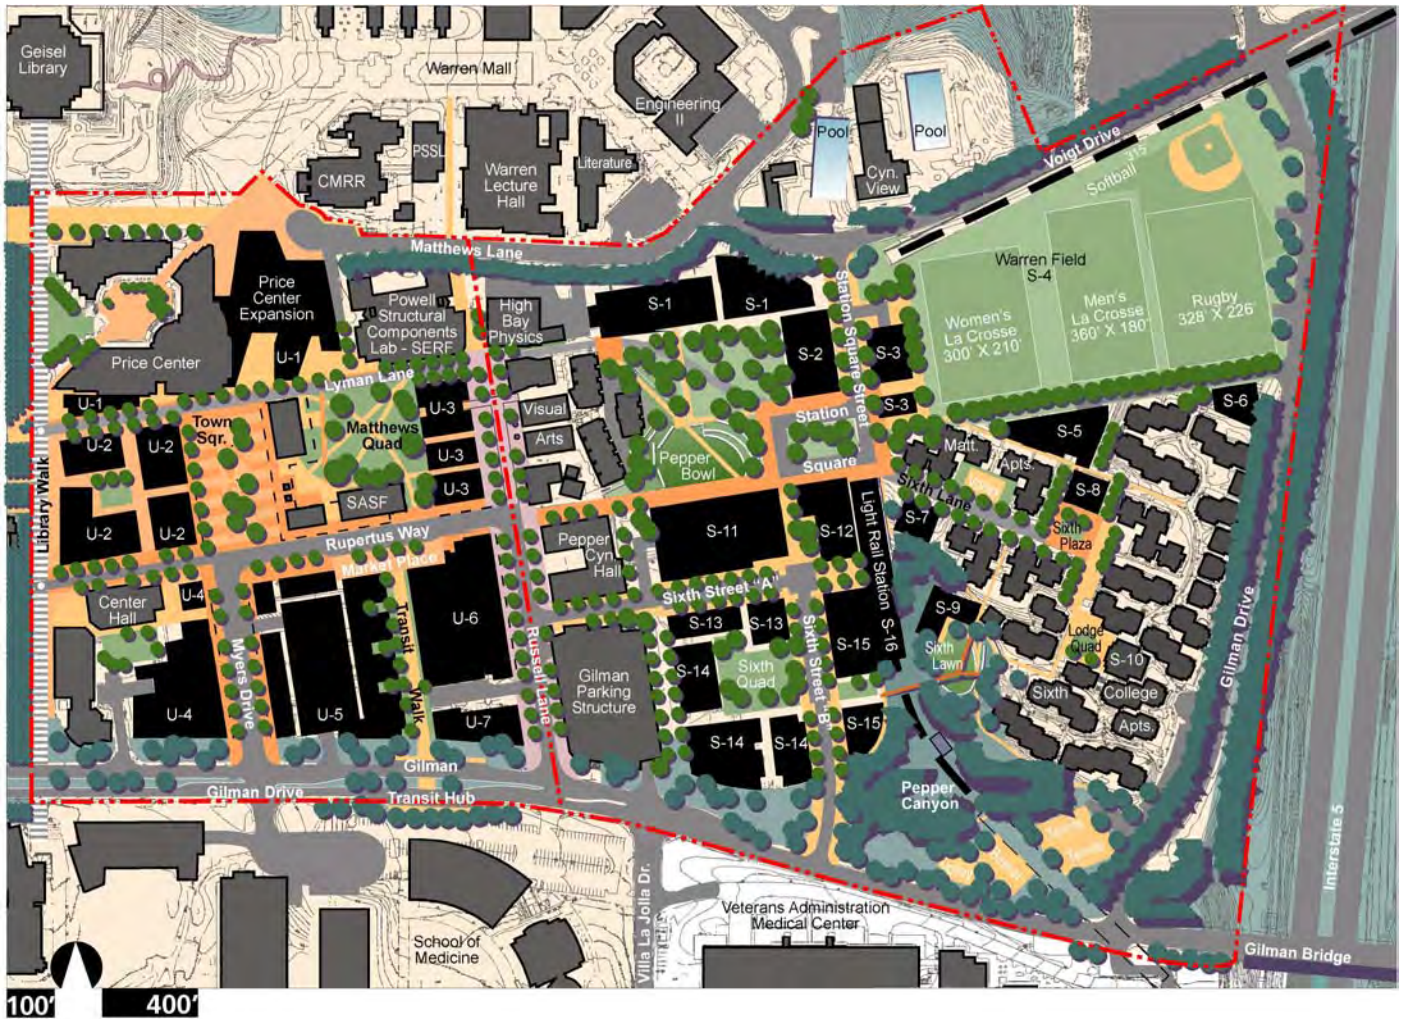 Geisel
Library
Warren Mall
Engineering
II
Pool
Pool
Cyn.
View
Voigt Drive
315'
Softball
PSSL
CMRR
Warren
Lecture
Hall
Literature
Matthews Lane
Price
Center
Expansion
Powell
Structural
Components
Lab - SERF
High
Bay
Physics
S-1
S-1
Station Square Street
Warren Field
S-4
Women's
La Crosse
300' X 210'
Men's
La Crosse
360' X 180'
Rugby
328' X 226'
Price Center
U-1
Lyman Lane
U-1
S-2
S-3
S-3
S-6
Town
Sqr.
Matthews
Quad
U-3
U-3
U-3
Visual
Arts
Station
Square
Pepper
Bowl
S-5
Matt.
Apts.
U-2
U-2
U-2
U-2
SASF
Library Walk
Rupertus Way
Market Place
Sixth Lane
S-8
S-7
Sixth
Plaza
S-11
S-12
Light Rail Station S-16
Pepper
Cyn.
Hall
Sixth Street "A"
Center
Hall
U-4
U-6
Transit
Walk
Russell Lane
Myers Drive
S-13
S-13
S-9
Sixth
Lawn
Lodge
Quad
S-10
Sixth
College
Apts.
Gilman Drive
S-14
Sixth
Quad
Sixth Street "B"
S-15
S-15
Gilman
Parking
Structure
U-4
U-5
U-7
S-14
S-14
Gilman
Transit Hub
Gilman Drive
Pepper
Canyon
Tennis
Tennis
Interstate 5
Villa La Jolla Dr.
Veterans Administration
Medical Center
School of
Medicine
Gilman Bridge
100'
400'